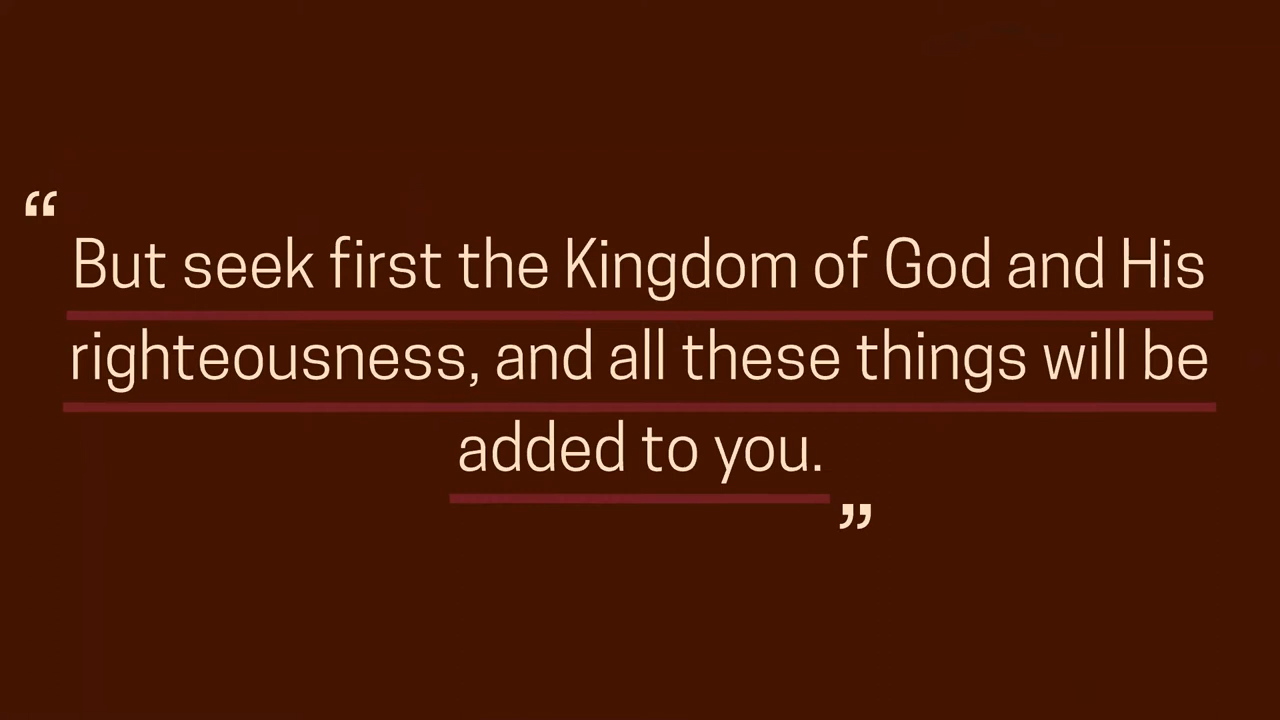 “But seek first the Kingdom of God and His
righteousness, and all these things will be
added to you.”